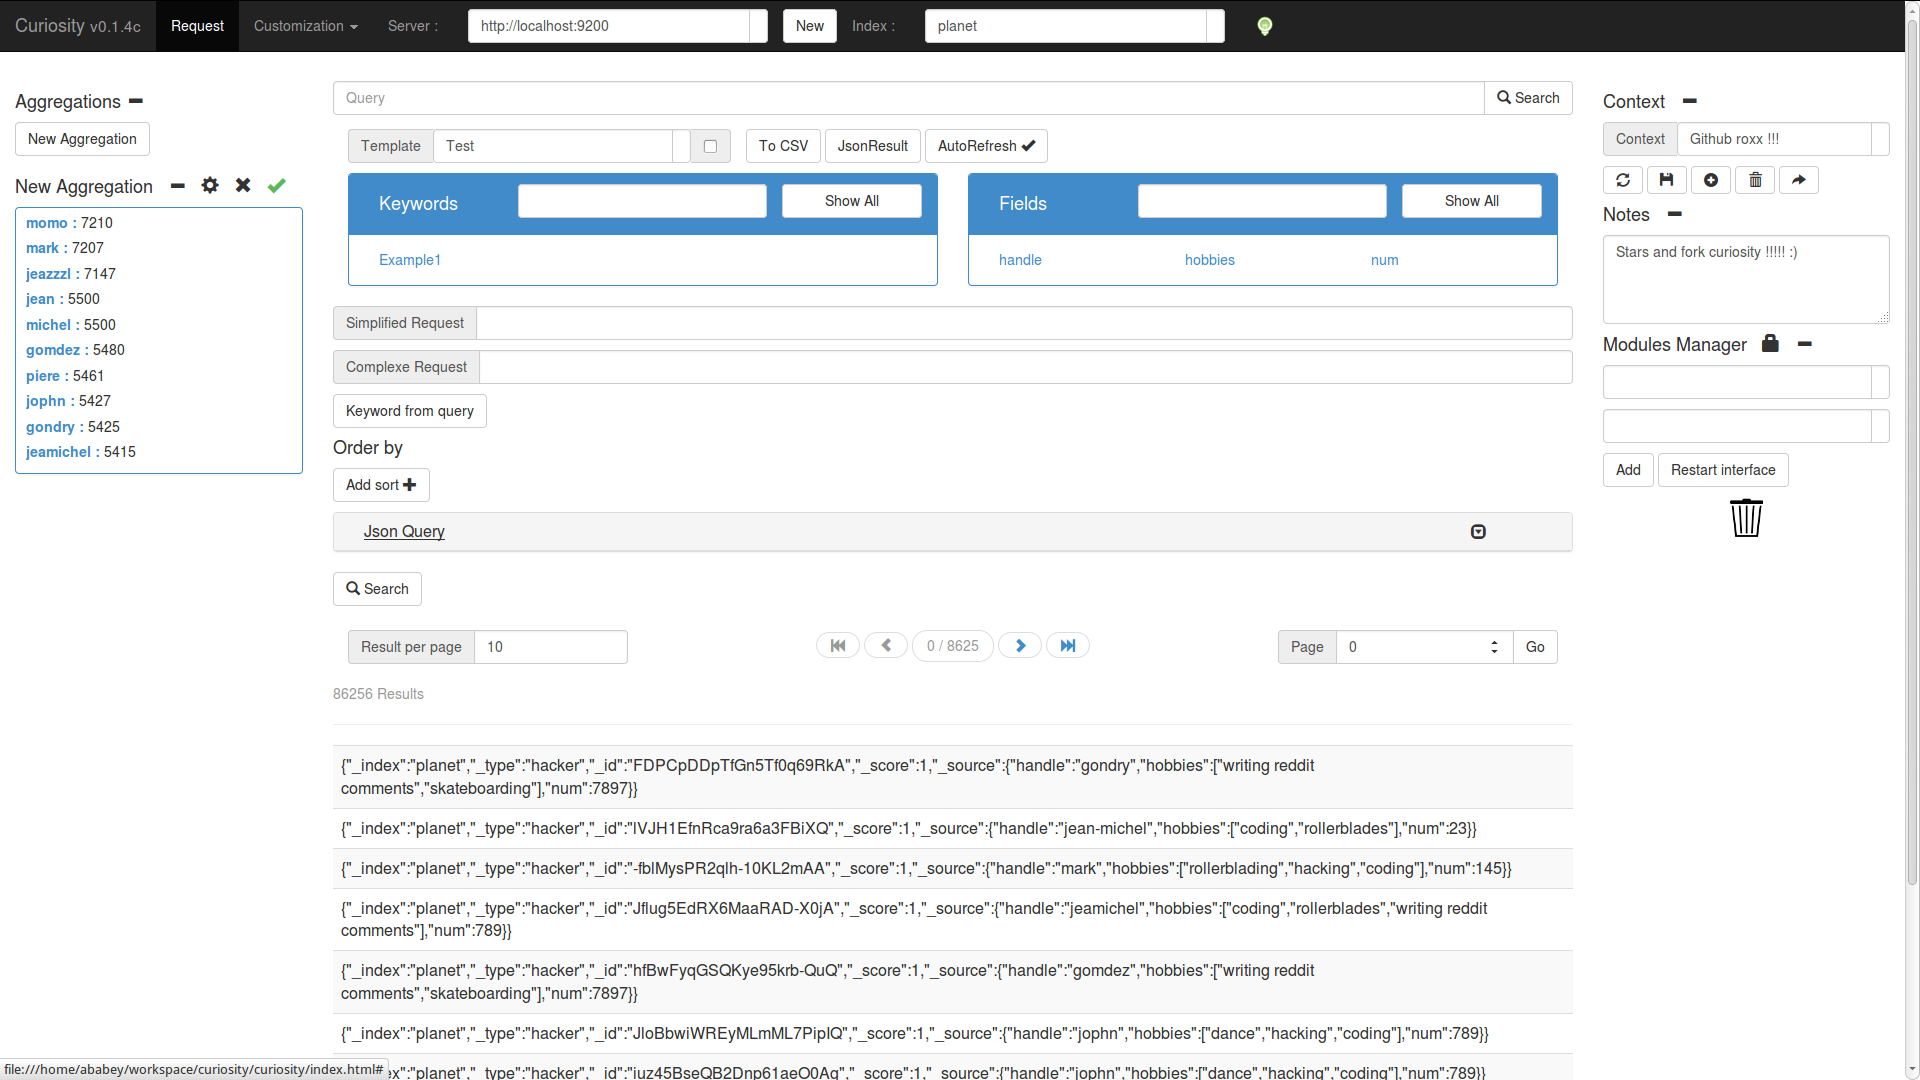 Curiosity v0.1.4c Request Customization Server : http://localhost:9200 New Index : planet
Aggregations
New Aggregation
New Aggregation
momo : 7210
mark : 7207
jeazzzl : 7147
jean : 5500
michel : 5500
gomdez : 5480
piere : 5461
jophn : 5427
gondry : 5425
jeamichel : 5415
Query Search
Template Test To CSV JsonResult AutoRefresh
Keywords Show All
Example1
Fields Show All
handle hobbies num
Simplified Request
Complexe Request
Keyword from query
Order by
Add sort
Json Query
Search
Result per page 10 0 / 8625 Page 0 Go
86256 Results
{"_index":"planet","_type":"hacker","_id":"FDPCpDDpTfGn5Tf0q69RkA","_score":1,"_source":{"handle":"gondry","hobbies":["writing reddit
comments","skateboarding"],"num":7897}}
{"_index":"planet","_type":"hacker","_id":"lVJH1EfnRca9ra6a3FBiXQ","_score":1,"_source":{"handle":"jean-michel","hobbies":["coding","rollerblades"],"num":23}}
{"_index":"planet","_type":"hacker","_id":"-fblMysPR2qlh-10KL2mAA","_score":1,"_source":{"handle":"mark","hobbies":["rollerblading","hacking","coding"],"num":145}}
{"_index":"planet","_type":"hacker","_id":"Jflug5EdRX6MaaRAD-X0jA","_score":1,"_source":{"handle":"jeamichel","hobbies":["coding","rollerblades","writing reddit
comments"],"num":789}}
{"_index":"planet","_type":"hacker","_id":"hfBwFyqGSQKye95krb-QuQ","_score":1,"_source":{"handle":"gomdez","hobbies":["writing reddit
comments","skateboarding"],"num":7897}}
{"_index":"planet","_type":"hacker","_id":"JloBbwiWREyMLmML7PipIQ","_score":1,"_source":{"handle":"jophn","hobbies":["dance","hacking","coding"],"num":789}}
x":"planet","_type":"hacker","_id":"iuz45BseQB2Dnp61aeO0Ag","_score":1,"_source":{"handle":"jophn","hobbies":["dance","hacking","coding"],"num":789}}
file:///home/ababey/workspace/curiosity/curiosity/index.html#
Context
Context Github roxx !!!
Notes
Stars and fork curiosity !!!!! :)
Modules Manager
Add Restart interface